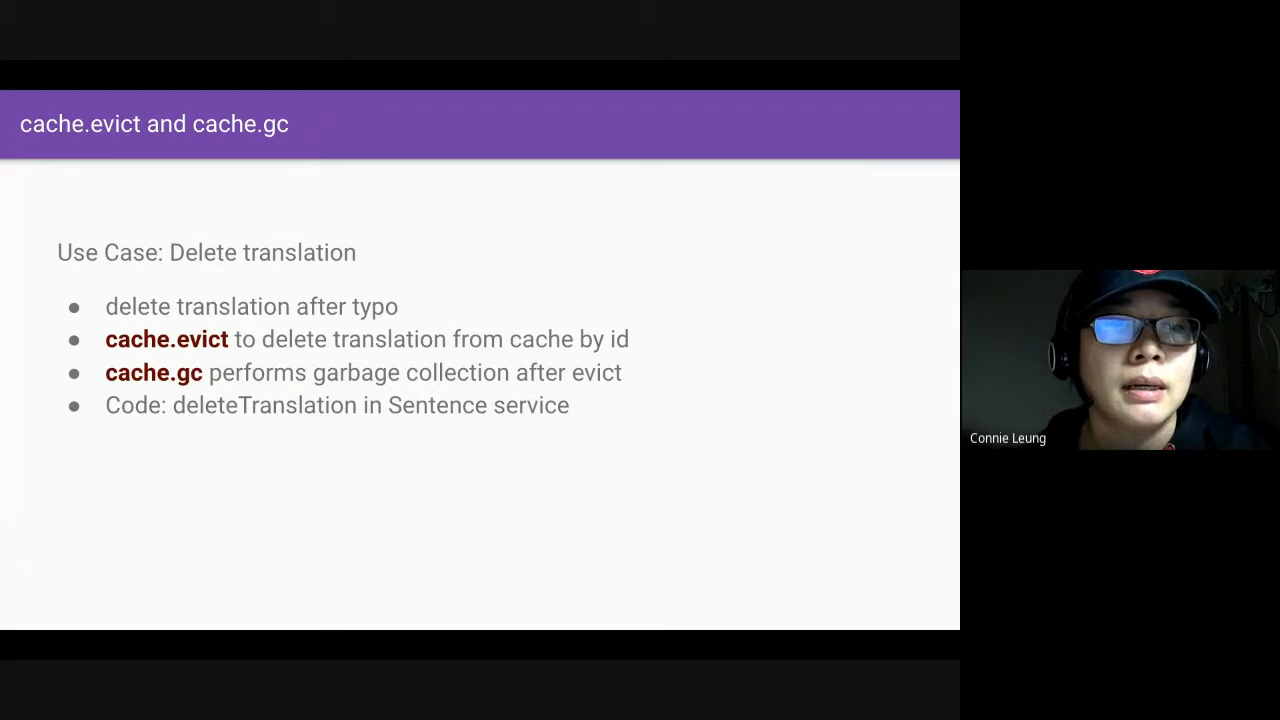 cache.evict and cache.gc
Use Case: Delete translation
● delete translation after typo
● cache.evict to delete translation from cache by id
● cache.gc performs garbage collection after evict
● Code: deleteTranslation in Sentence service
Connie Leung